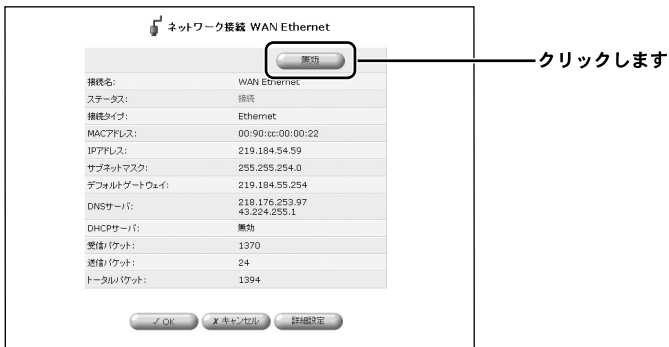 ネットワーク接続 WAN Ethernet
無効
クリックします
接続名: WAN Ethernet
ステータス: 接続
接続タイプ: Ethernet
MACアドレス: 00:90:cc:00:00:22
IPアドレス: 219.184.54.59
サブネットマスク: 255.255.254.0
デフォルトゲートウェイ: 219.184.55.254
DNSサーバ: 218.176.253.97
43.224.255.1
DHCPサーバ: 無効
受信パケット: 1370
送信パケット: 24
トータルパケット: 1394
✓ OK
✗ キャンセル
詳細設定